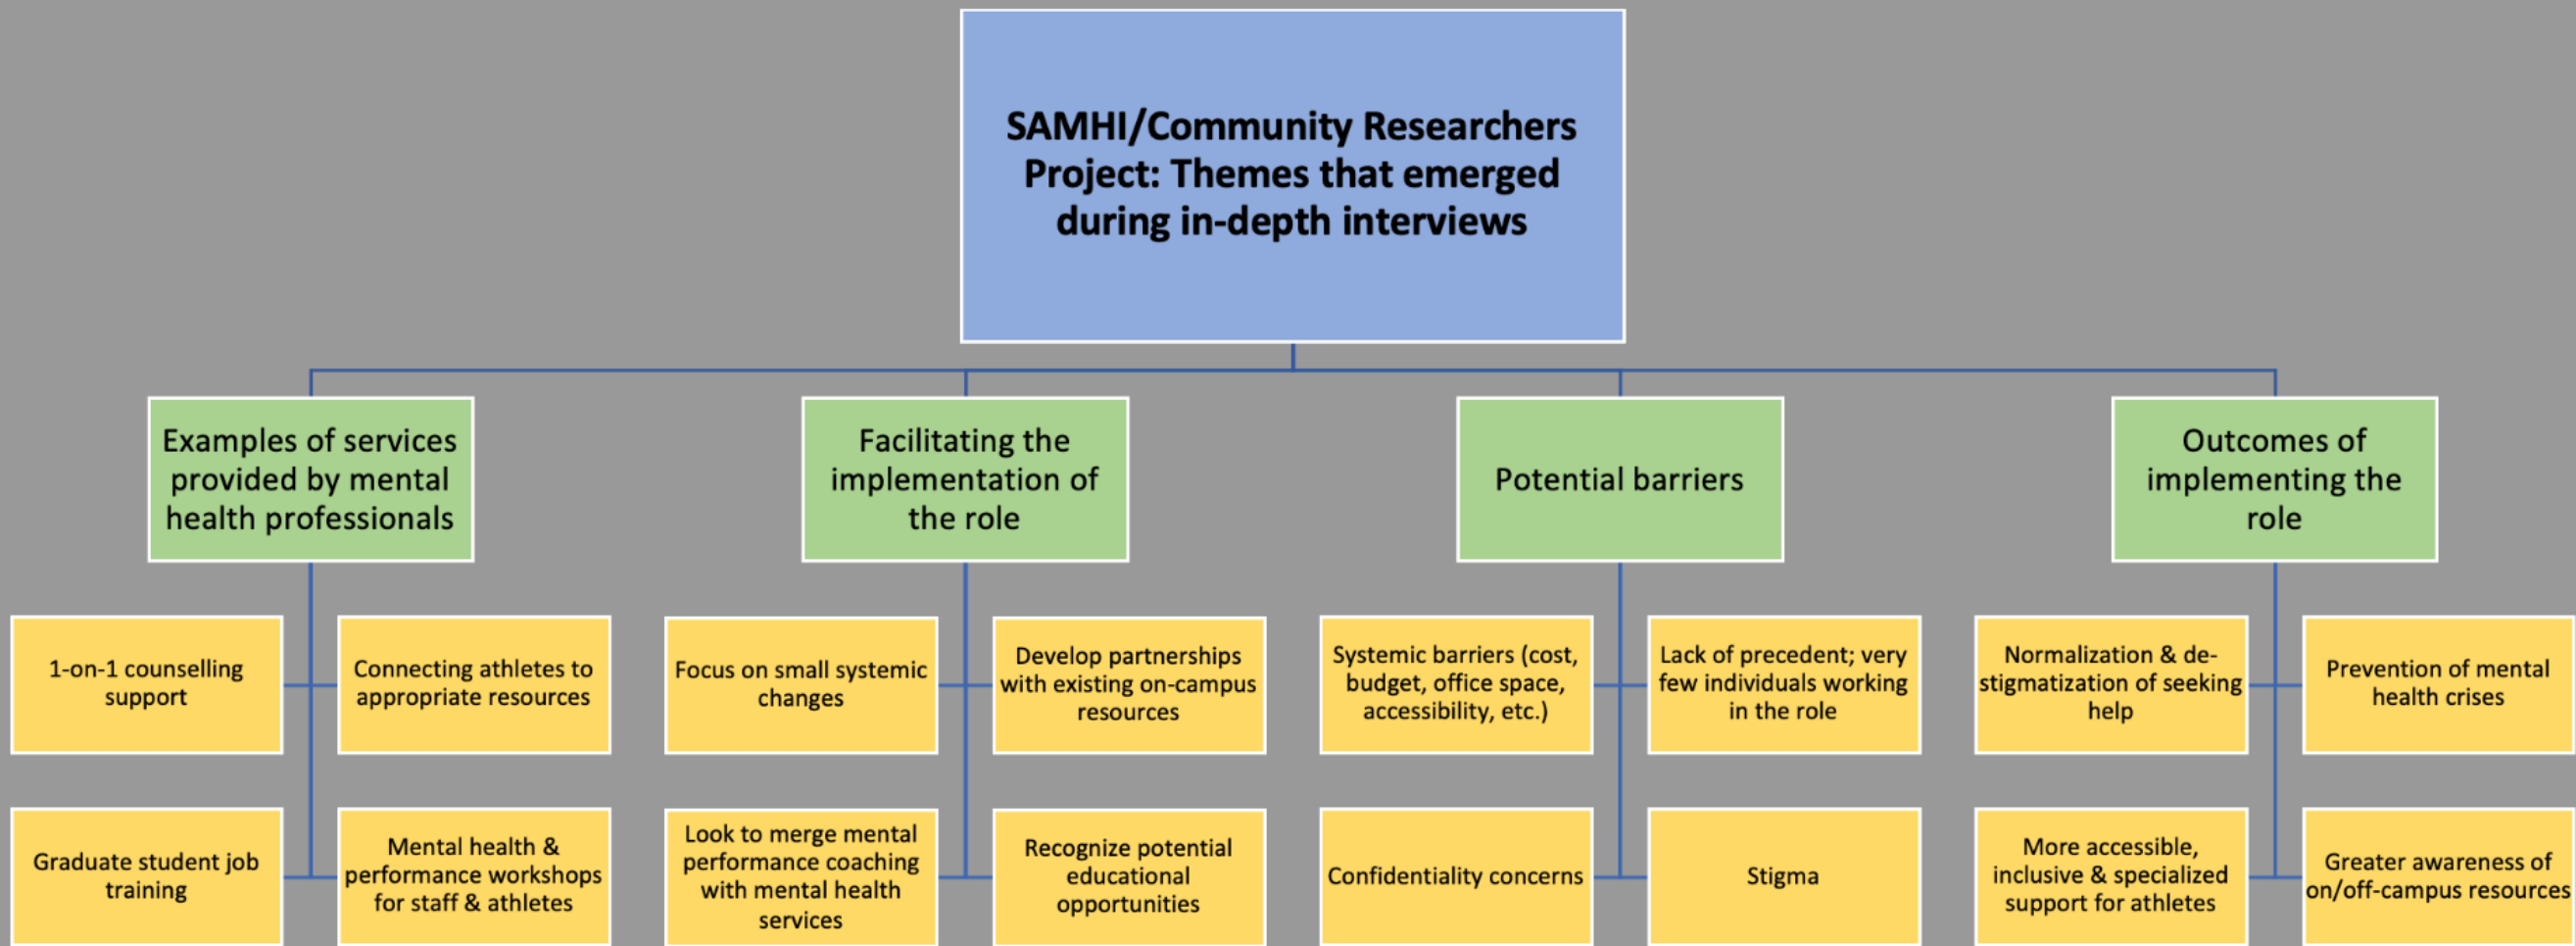 SAMHI/Community Researchers
Project: Themes that emerged
during in-depth interviews
Examples of services
provided by mental
health professionals
Facilitating the
implementation of
the role
Potential barriers
Outcomes of
implementing the
role
1-on-1 counselling
support
Connecting athletes to
appropriate resources
Focus on small systemic
changes
Develop partnerships
with existing on-campus
resources
Systemic barriers (cost,
budget, office space,
accessibility, etc.)
Lack of precedent; very
few individuals working
in the role
Normalization & de-
stigmatization of seeking
help
Prevention of mental
health crises
Graduate student job
training
Mental health &
performance workshops
for staff & athletes
Look to merge mental
performance coaching
with mental health
services
Recognize potential
educational
opportunities
Confidentiality concerns
Stigma
More accessible,
inclusive & specialized
support for athletes
Greater awareness of
on/off-campus resources